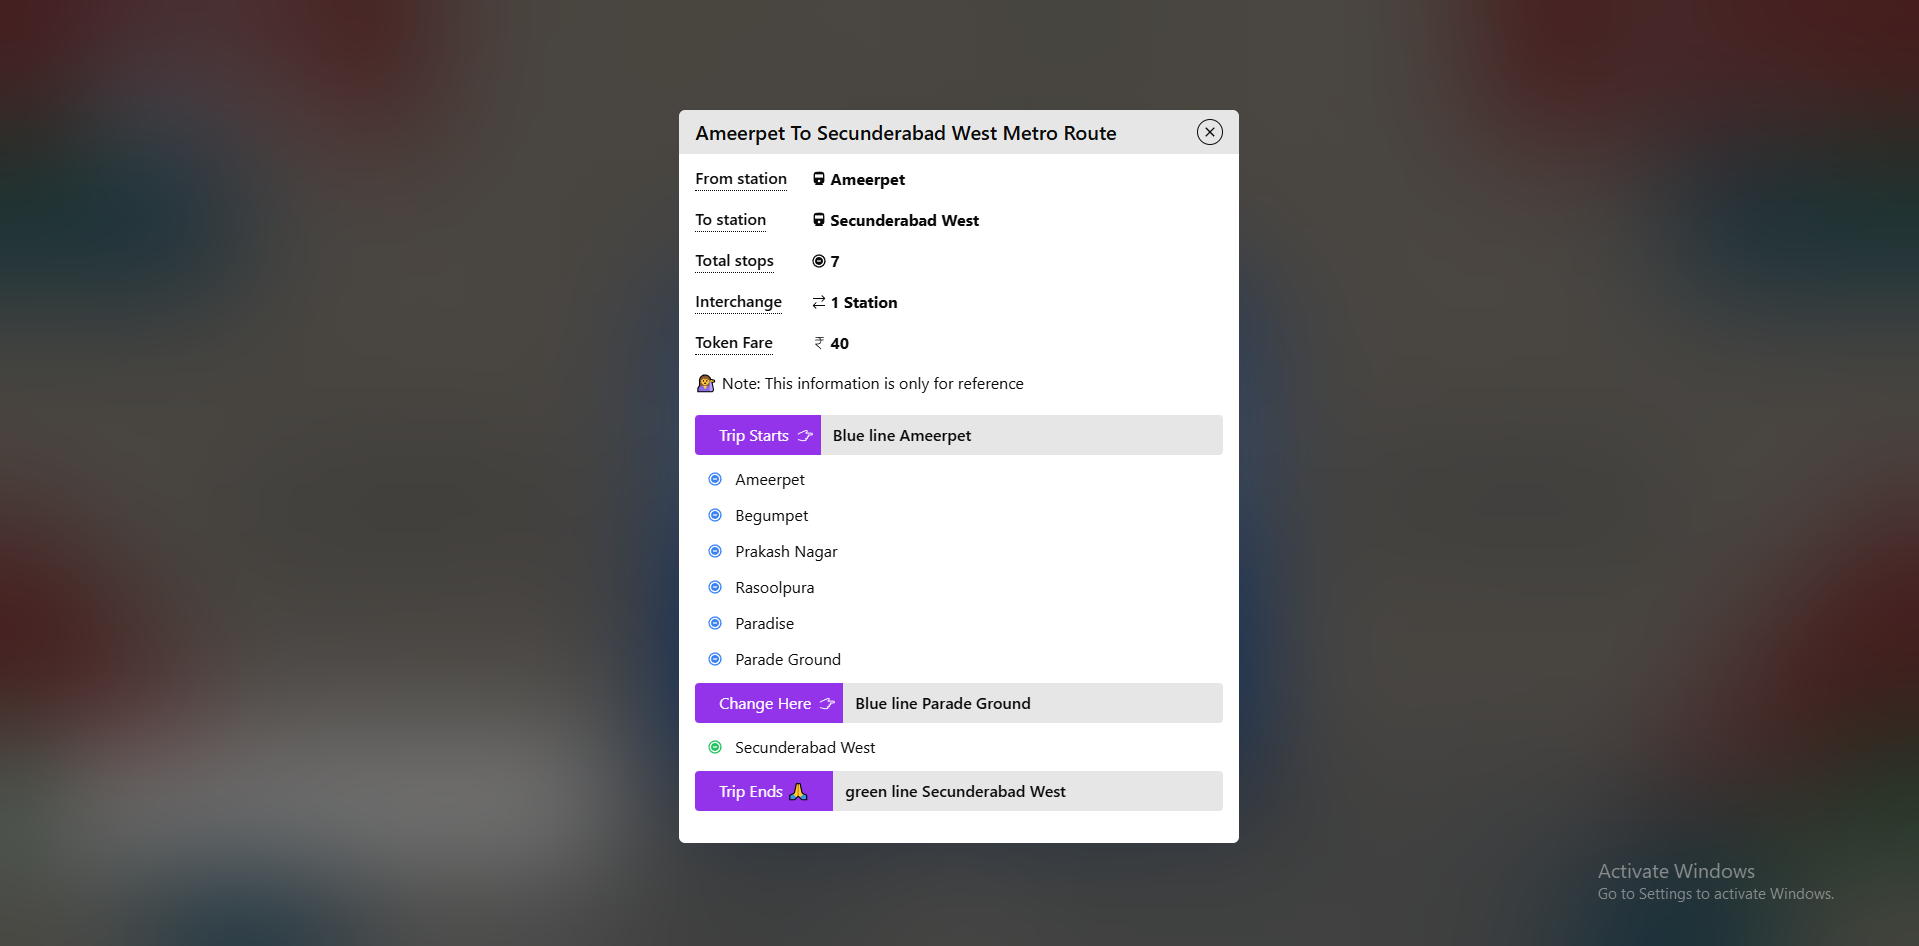 Ameerpet To Secunderabad West Metro Route
From station Ameerpet
To station Secunderabad West
Total stops 7
Interchange 1 Station
Token Fare ₹ 40
Note: This information is only for reference
Trip Starts Blue line Ameerpet
Ameerpet
Begumpet
Prakash Nagar
Rasoolpura
Paradise
Parade Ground
Change Here Blue line Parade Ground
Secunderabad West
Trip Ends 🙏 green line Secunderabad West
Activate Windows
Go to Settings to activate Windows.